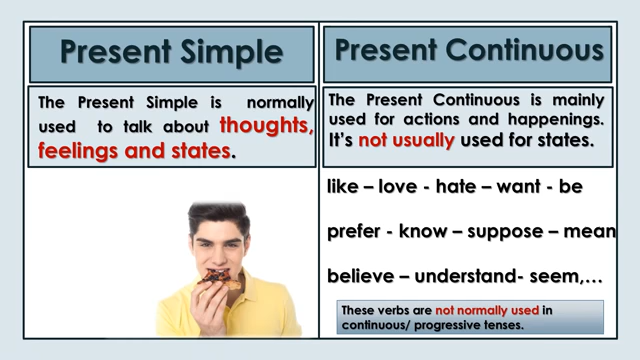 Present Simple
The Present Simple is normally
used to talk about thoughts,
feelings and states.
Present Continuous
The Present Continuous is mainly
used for actions and happenings.
It's not usually used for states.
like – love - hate – want - be
prefer - know – suppose – mean
believe – understand- seem,...
These verbs are not normally used in
continuous/ progressive tenses.